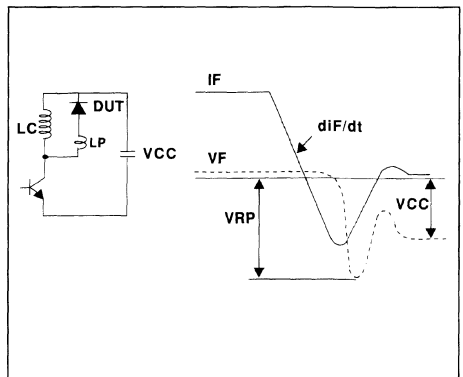 IF
DUT
diF/dt
LC
LP
VCC
VF
VRP
VCC